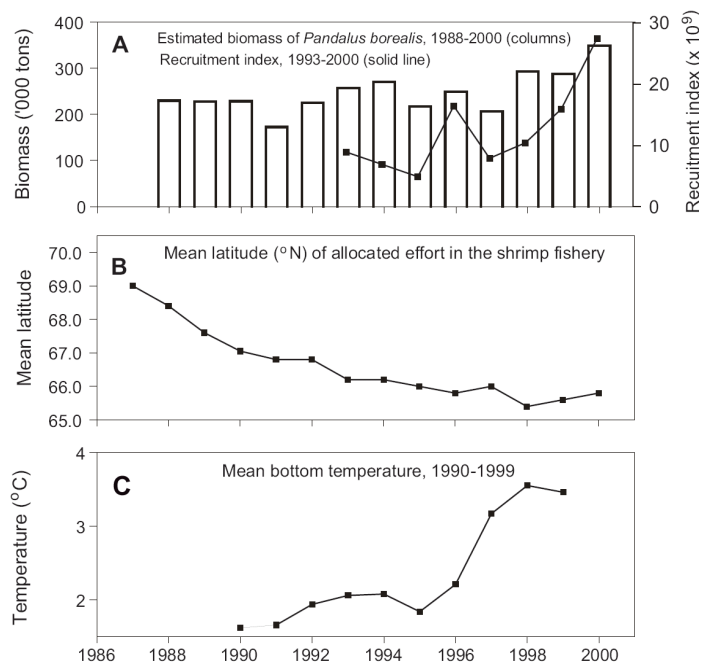 A
Estimated biomass of Pandalus borealis, 1988-2000 (columns)
Recruitment index, 1993-2000 (solid line)
Biomass ('000 tons)
400
300
200
100
0
Recruitment index (x 10⁹)
30
20
10
0
B
Mean latitude (°N) of allocated effort in the shrimp fishery
Mean latitude
70.0
69.0
68.0
67.0
66.0
65.0
C
Mean bottom temperature, 1990-1999
Temperature (°C)
4
3
2
1986 1988 1990 1992 1994 1996 1998 2000